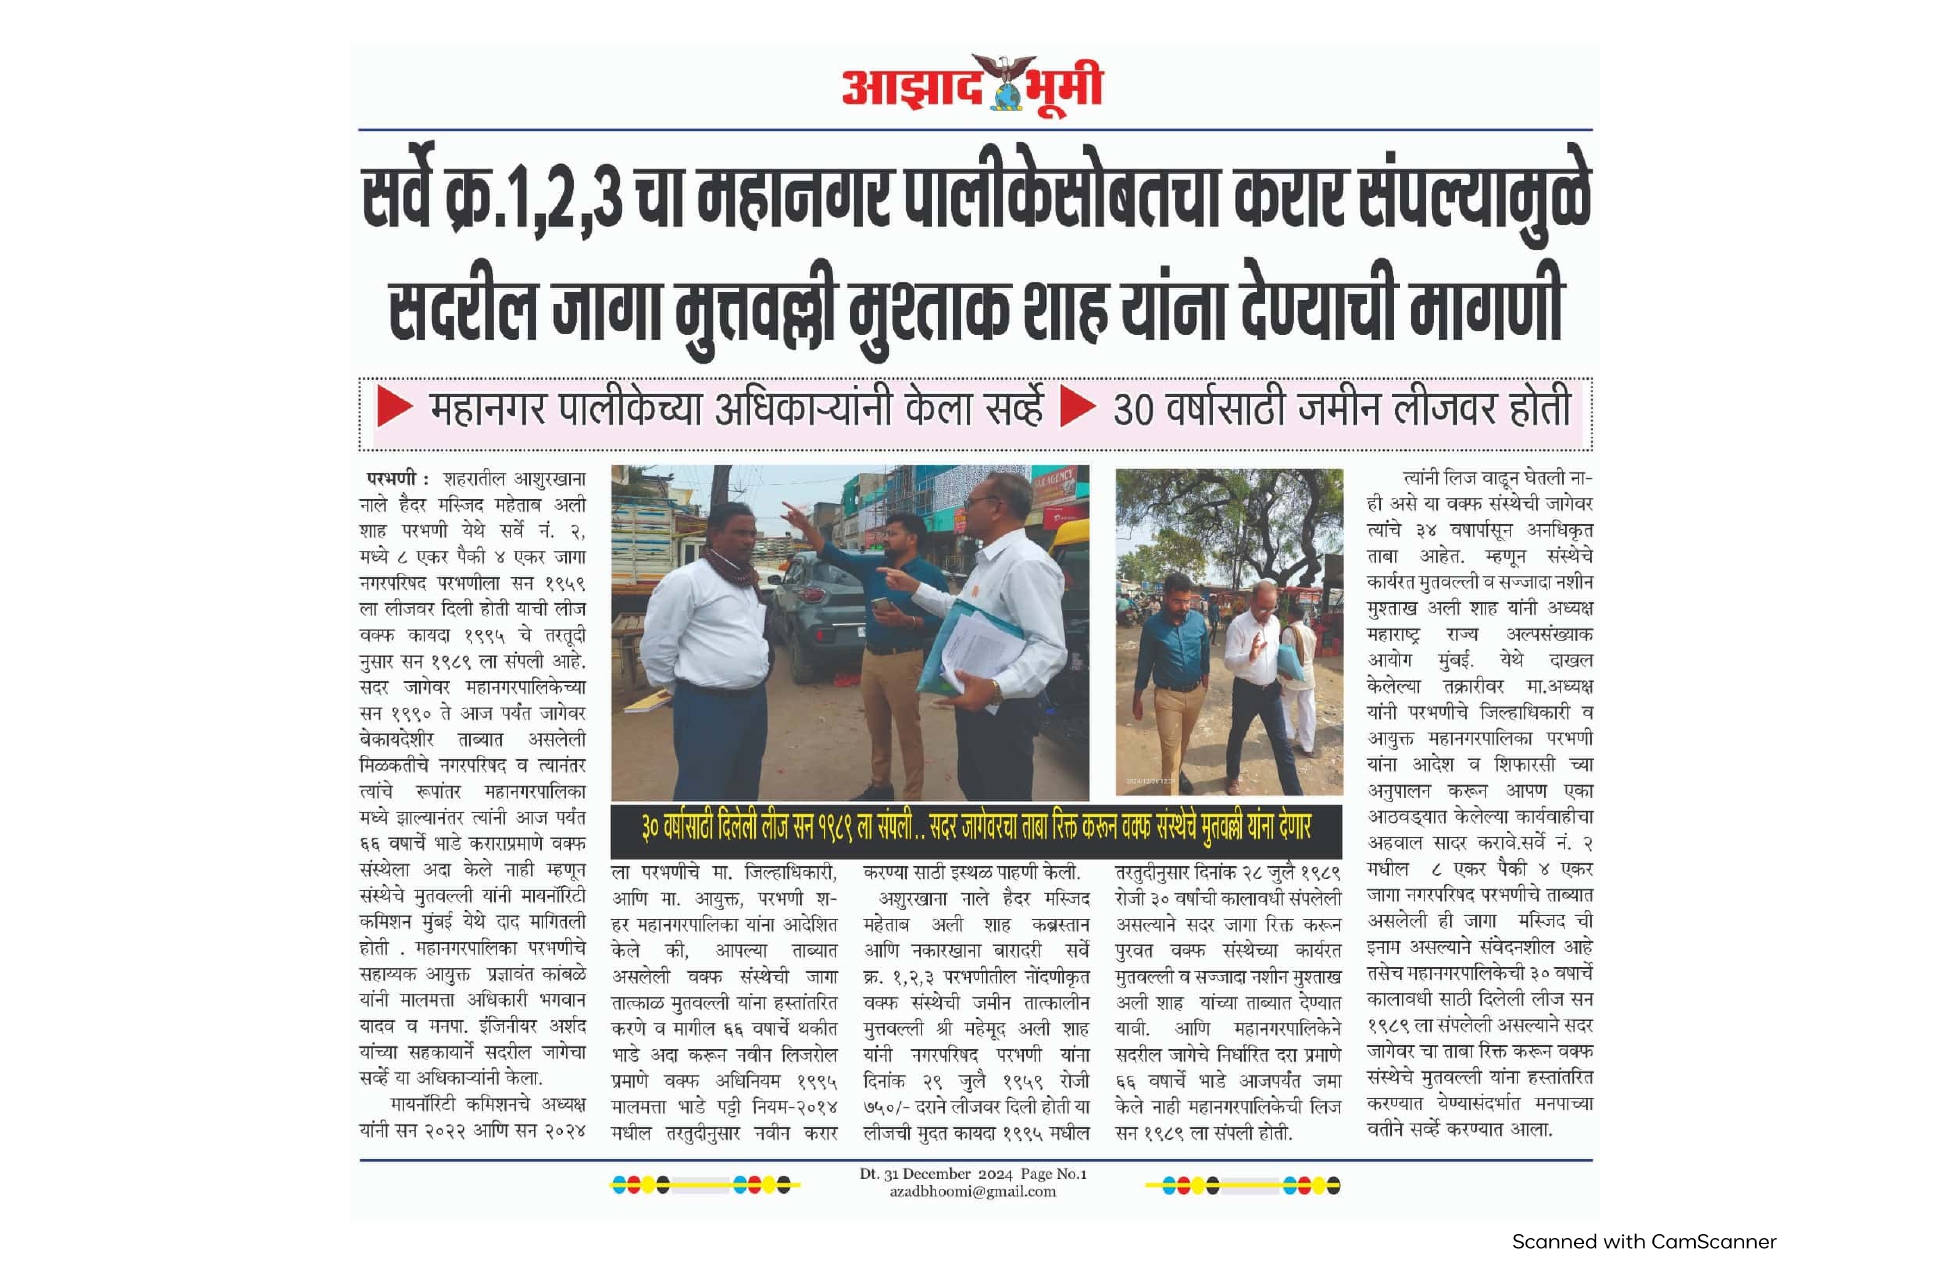 आझाद भूमी
सर्वे क्र.1,2,3 चा महानगर पालीकेसोबतचा करार संपल्यामुळे
सदरील जागा मुत्तवल्ली मुश्ताक शाह यांना देण्याची मागणी
महानगर पालीकेच्या अधिकाऱ्यांनी केला सर्व्हे 30 वर्षासाठी जमीन लीजवर होती
परभणी : शहरातील आशुरखाना
नाले हैदर मस्जिद महेताब अली
शाह परभणी येथे सर्वे नं. २,
मध्ये ८ एकर पैकी ४ एकर जागा
नगरपरिषद परभणीला सन १९५९
ला लीजवर दिली होती याची लीज
वक्फ कायदा १९९५ चे तरतूदी
नुसार सन १९८९ ला संपली आहे.
सदर जागेवर महानगरपालिकेच्या
सन १९९० ते आज पर्यंत जागेवर
बेकायदेशीर ताब्यात असलेली
मिळकतीचे नगरपरिषद व त्यानंतर
त्यांचे रूपांतर महानगरपालिका
मध्ये झाल्यानंतर त्यांनी आज पर्यंत
६६ वर्षाचे भाडे कराराप्रमाणे वक्फ
संस्थेला अदा केले नाही म्हणून
संस्थेचे मुतवल्ली यांनी मायनॉरिटी
कमिशन मुंबई येथे दाद मागितली
होती . महानगरपालिका परभणीचे
सहाय्यक आयुक्त प्रज्ञावंत कांबळे
यांनी मालमत्ता अधिकारी भगवान
यादव व मनपा. इंजिनीयर अर्शद
यांच्या सहकायार्ने सदरील जागेचा
सर्व्हे या अधिकाऱ्यांनी केला.
मायनॉरिटी कमिशनचे अध्यक्ष
यांनी सन २०२२ आणि सन २०२४
R AGENCY
2024/12/26 12:31
३० वर्षासाठी दिलेली लीज सन १९८९ ला संपली.. सदर जागेवरचा ताबा रिक्त करून वक्फ संस्थेचे मुतवल्ली यांना देणार
ला परभणीचे मा. जिल्हाधिकारी,
आणि मा. आयुक्त, परभणी श-
हर महानगरपालिका यांना आदेशित
केले की, आपल्या ताब्यात
असलेली वक्फ संस्थेची जागा
तात्काळ मुतवल्ली यांना हस्तांतरित
करणे व मागील ६६ वर्षाचे थकीत
भाडे अदा करून नवीन लिजरोल
प्रमाणे वक्फ अधिनियम १९९५
मालमत्ता भाडे पट्टी नियम-२०१४
मधील तरतुदीनुसार नवीन करार
करण्या साठी इस्थळ पाहणी केली.
अशुरखाना नाले हैदर मस्जिद
महेताब अली शाह कब्रस्तान
आणि नकारखाना बारादरी सर्वे
क्र. १,२,३ परभणीतील नोंदणीकृत
वक्फ संस्थेची जमीन तात्कालीन
मुत्तवल्ली श्री महेमूद अली शाह
यांनी नगरपरिषद परभणी यांना
दिनांक २९ जुलै १९५९ रोजी
७५०/- दराने लीजवर दिली होती या
लीजची मुदत कायदा १९९५ मधील
तरतुदीनुसार दिनांक २८ जुलै १९८९
रोजी ३० वर्षाची कालावधी संपलेली
असल्याने सदर जागा रिक्त करून
पुरवत वक्फ संस्थेच्या कार्यरत
मुतवल्ली व सज्जादा नशीन मुश्ताख
अली शाह यांच्या ताब्यात देण्यात
यावी. आणि महानगरपालिकेने
सदरील जागेचे निर्धारित दरा प्रमाणे
६६ वर्षाचे भाडे आजपर्यंत जमा
केले नाही महानगरपालिकेची लिज
सन १९८९ ला संपली होती.
त्यांनी लिज वाढून घेतली ना-
ही असे या वक्फ संस्थेची जागेवर
त्यांचे ३४ वषार्पासून अनधिकृत
ताबा आहेत. म्हणून संस्थेचे
कार्यरत मुतवल्ली व सज्जादा नशीन
मुश्ताख अली शाह यांनी अध्यक्ष
महाराष्ट्र राज्य अल्पसंख्याक
आयोग मुंबई. येथे दाखल
केलेल्या तक्रारीवर मा.अध्यक्ष
यांनी परभणीचे जिल्हाधिकारी व
आयुक्त महानगरपालिका परभणी
यांना आदेश व शिफारसी च्या
अनुपालन करून आपण एका
आठवड्यात केलेल्या कार्यवाहीचा
अहवाल सादर करावे.सर्वे नं. २
मधील ८ एकर पैकी ४ एकर
जागा नगरपरिषद परभणीचे ताब्यात
असलेली ही जागा मस्जिद ची
इनाम असल्याने संवेदनशील आहे
तसेच महानगरपालिकेची ३० वषार्चे
कालावधी साठी दिलेली लीज सन
१९८९ ला संपलेली असल्याने सदर
जागेवर चा ताबा रिक्त करून वक्फ
संस्थेचे मुतवल्ली यांना हस्तांतरित
करण्यात येण्यासंदर्भात मनपाच्या
वतीने सर्व्हे करण्यात आला.
Dt. 31 December 2024 Page No.1
azadbhoomi@gmail.com
Scanned with CamScanner